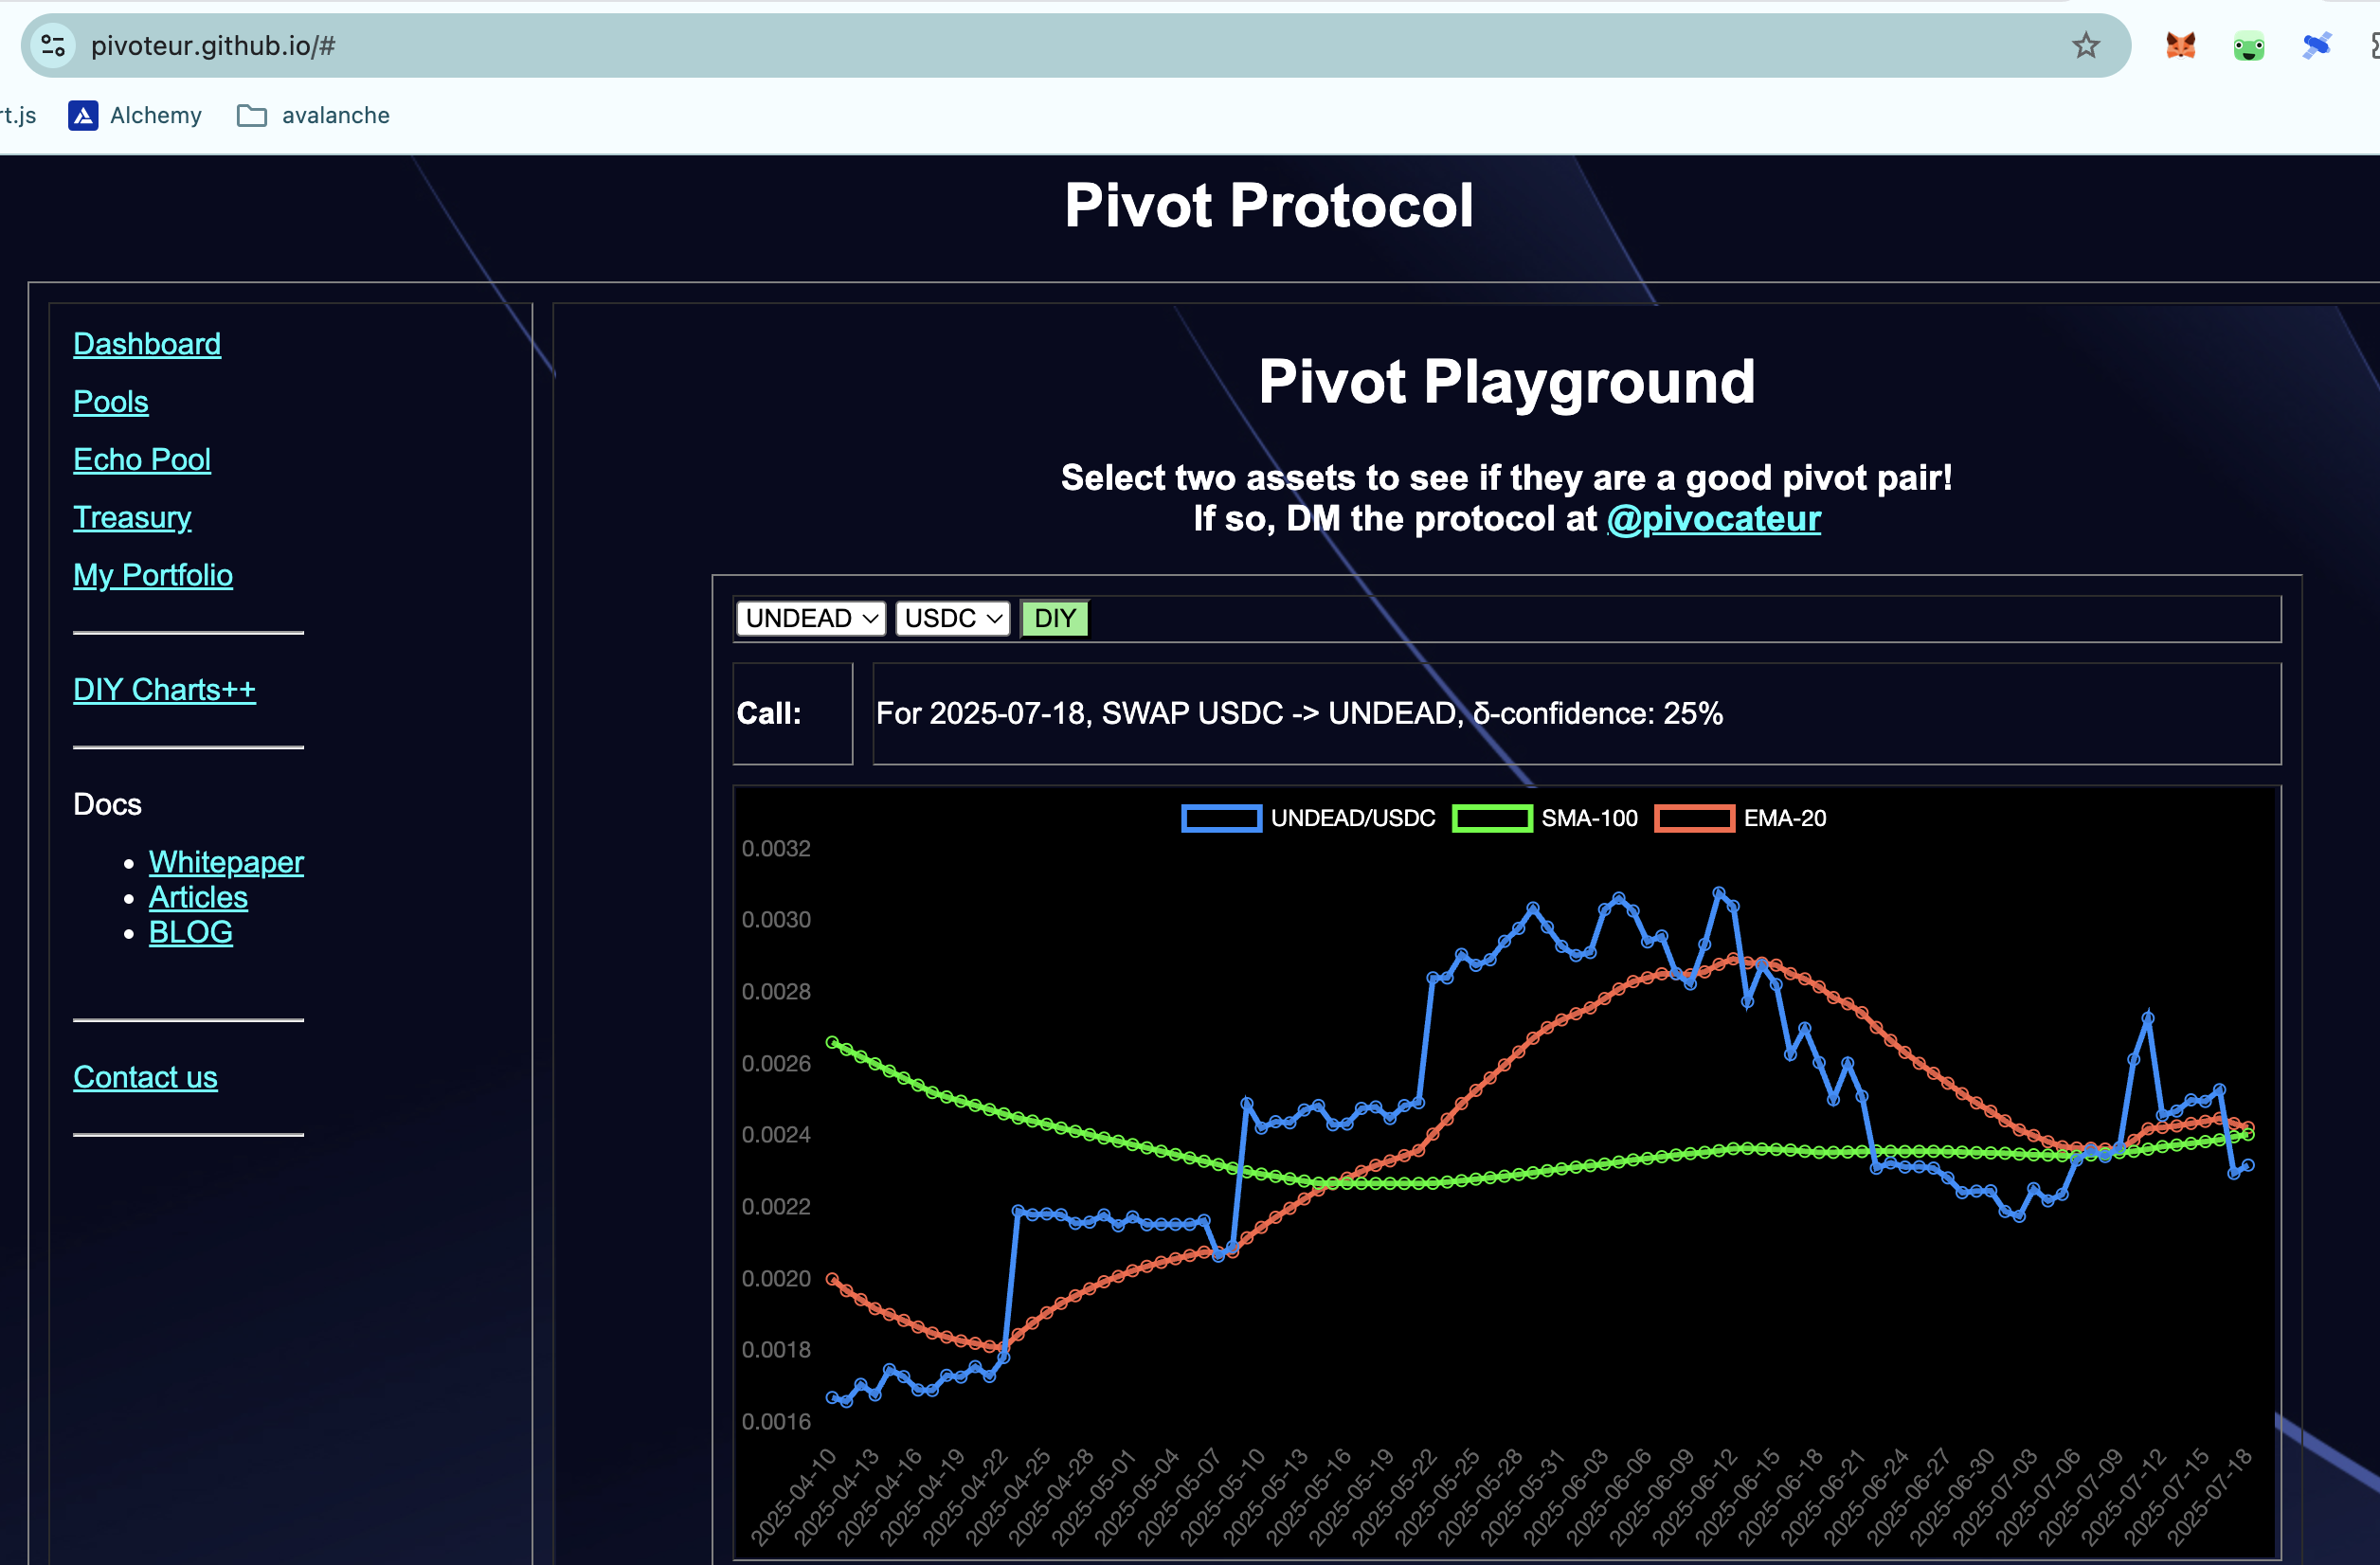 pivoteur.github.io/#
rt.js Alchemy avalanche
Pivot Protocol
Dashboard
Pools
Echo Pool
Treasury
My Portfolio
DIY Charts++
Docs
Whitepaper
Articles
BLOG
Contact us
Pivot Playground
Select two assets to see if they are a good pivot pair!
If so, DM the protocol at @pivocateur
UNDEAD USDC DIY
Call: For 2025-07-18, SWAP USDC -> UNDEAD, δ-confidence: 25%
UNDEAD/USDC SMA-100 EMA-20
0.0032
0.0030
0.0028
0.0026
0.0024
0.0022
0.0020
0.0018
0.0016
2025-04-10
2025-04-13
2025-04-16
2025-04-19
2025-04-22
2025-04-25
2025-04-28
2025-05-01
2025-05-04
2025-05-07
2025-05-10
2025-05-13
2025-05-16
2025-05-19
2025-05-22
2025-05-25
2025-05-28
2025-05-31
2025-06-03
2025-06-06
2025-06-09
2025-06-12
2025-06-15
2025-06-18
2025-06-21
2025-06-24
2025-06-27
2025-06-30
2025-07-03
2025-07-06
2025-07-09
2025-07-12
2025-07-15
2025-07-18